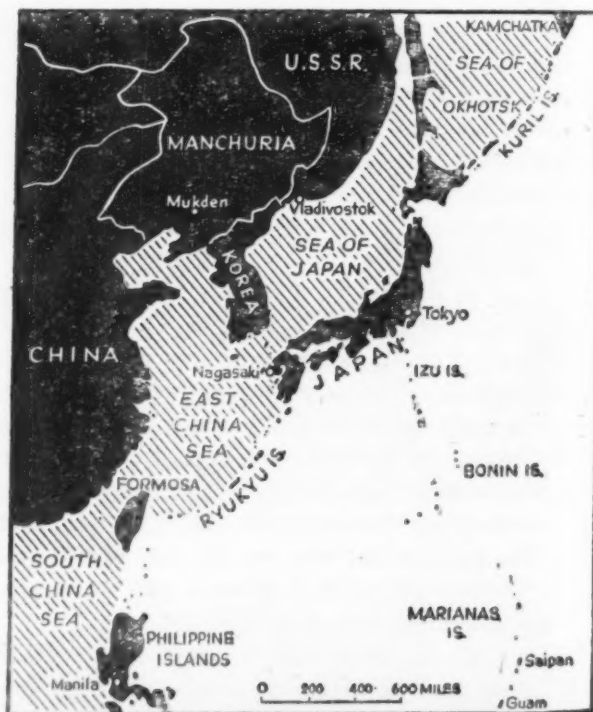 KAMCHATKA
U.S.S.R.
SEA OF
OKHOTSK
KURIL IS.
MANCHURIA
Mukden
Vladivostok
SEA OF
JAPAN
KOREA
CHINA
Tokyo
Nagasaki
JAPAN
IZU IS.
EAST
CHINA
SEA
BONIN IS.
FORMOSA
RYUKYU IS.
SOUTH
CHINA
SEA
MARIANAS
IS.
PHILIPPINE
ISLANDS
Saipan
Manila
0 200 400 600 MILES
Guam